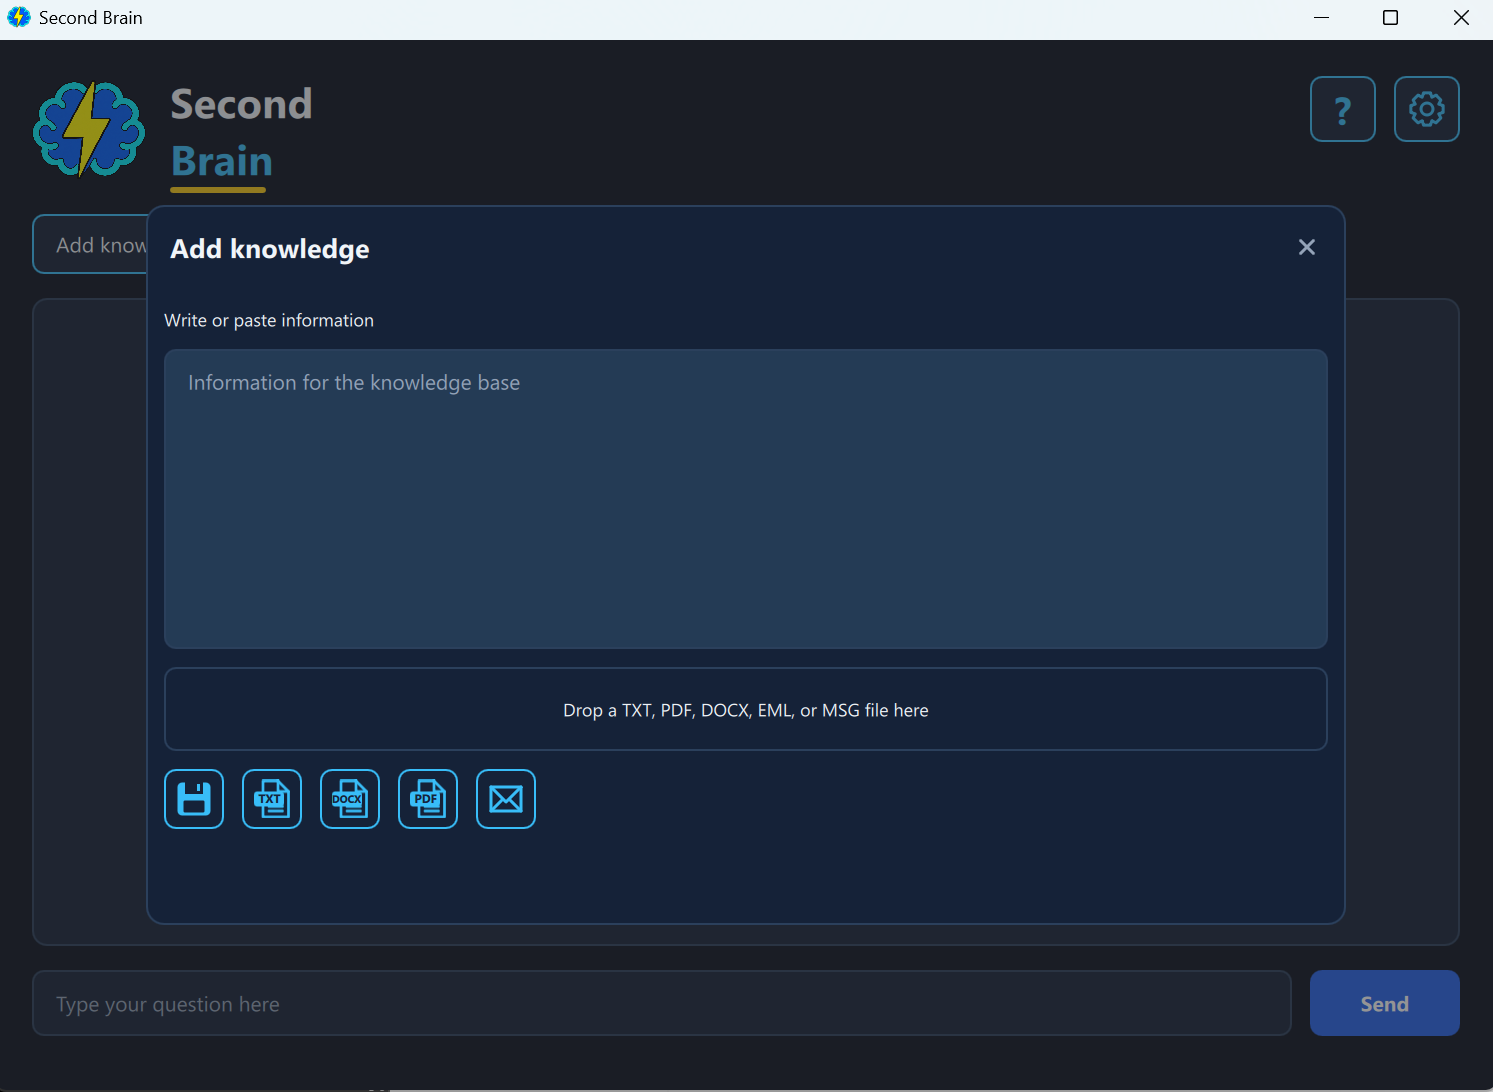 Second Brain
Second
Brain
?
Add know
Add knowledge
Write or paste information
Information for the knowledge base
Drop a TXT, PDF, DOCX, EML, or MSG file here
TXT
DOCX
PDF
Type your question here
Send